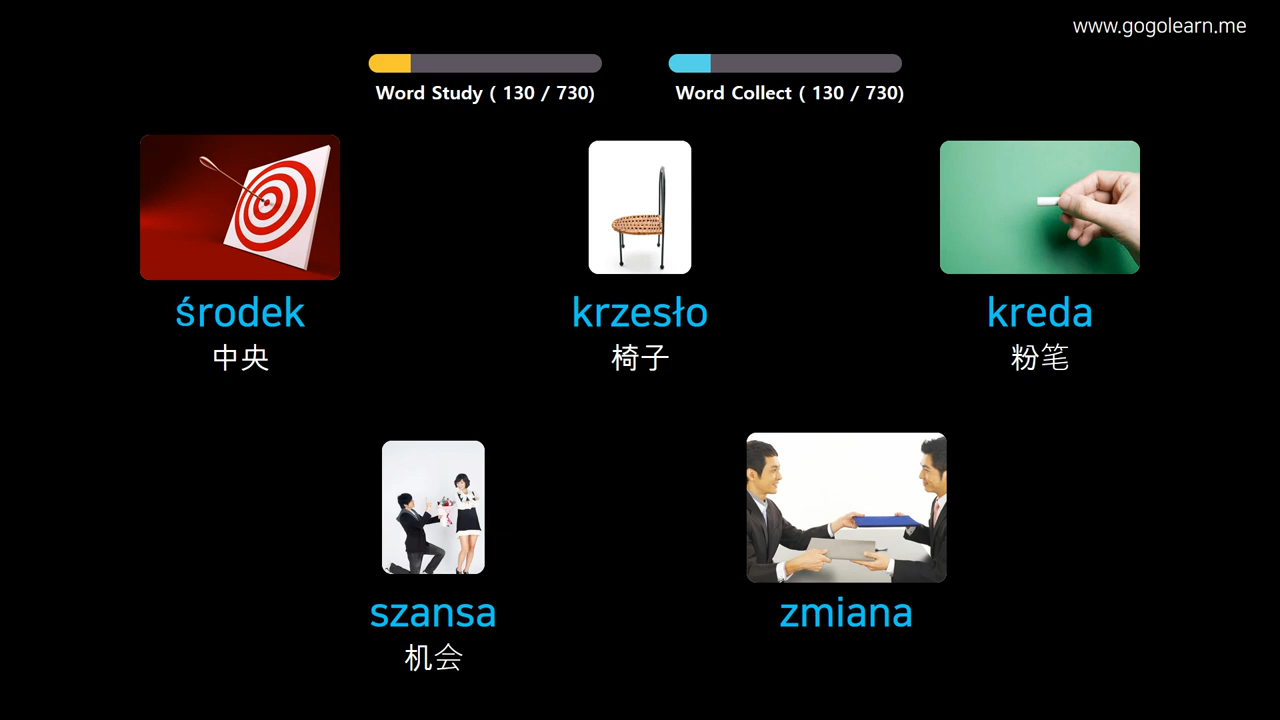 www.gogolearn.me
Word Study ( 130 / 730)
Word Collect ( 130 / 730)
środek
中央
krzesło
椅子
kreda
粉笔
szansa
机会
zmiana